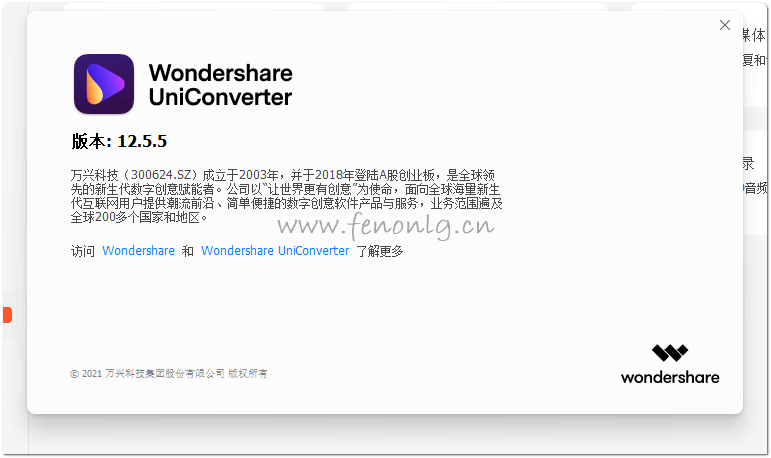 Wondershare
UniConverter
版本: 12.5.5
万兴科技（300624.SZ）成立于2003年，并于2018年登陆A股创业板，是全球领
先的新生代数字创意赋能者。公司以“让世界更有创意”为使命，面向全球海量新生
代互联网用户提供潮流前沿、简单便捷的数字创意软件产品与服务，业务范围遍及
全球200多个国家和地区。
www.fenonlg.cn
访问 Wondershare 和 Wondershare UniConverter 了解更多
© 2021 万兴科技集团股份有限公司 版权所有
wondershare
媒体
复和
录
音频